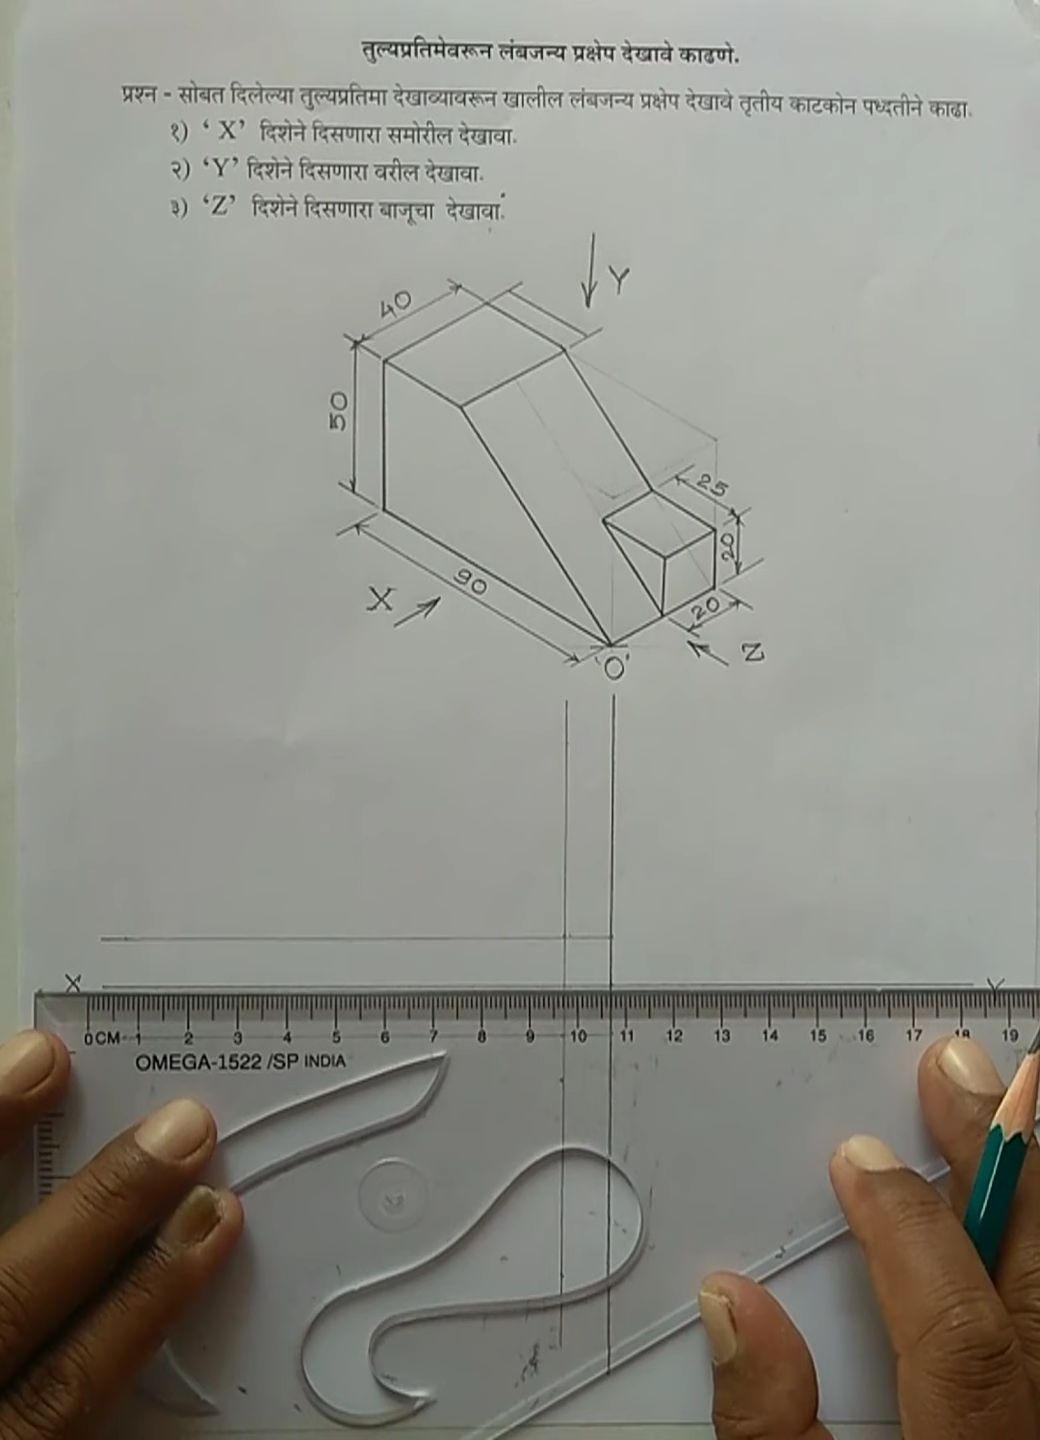 तुल्यप्रतिमेवरून लंबजन्य प्रक्षेप देखावे काढणे.
प्रश्न - सोबत दिलेल्या तुल्यप्रतिमा देखाव्यावरून खालील लंबजन्य प्रक्षेप देखावे तृतीय काटकोन पध्दतीने काढा.
१) ‘ X’ दिशेने दिसणारा समोरील देखावा.
२) ‘Y’ दिशेने दिसणारा वरील देखावा.
३) ‘Z’ दिशेने दिसणारा बाजूचा देखावा.
Y
40
50
25
20
90
20
X
Z
'O'
X Y
0CM 1 2 3 4 5 6 7 8 9 10 11 12 13 14 15 16 17 18 19
OMEGA-1522 /SP INDIA